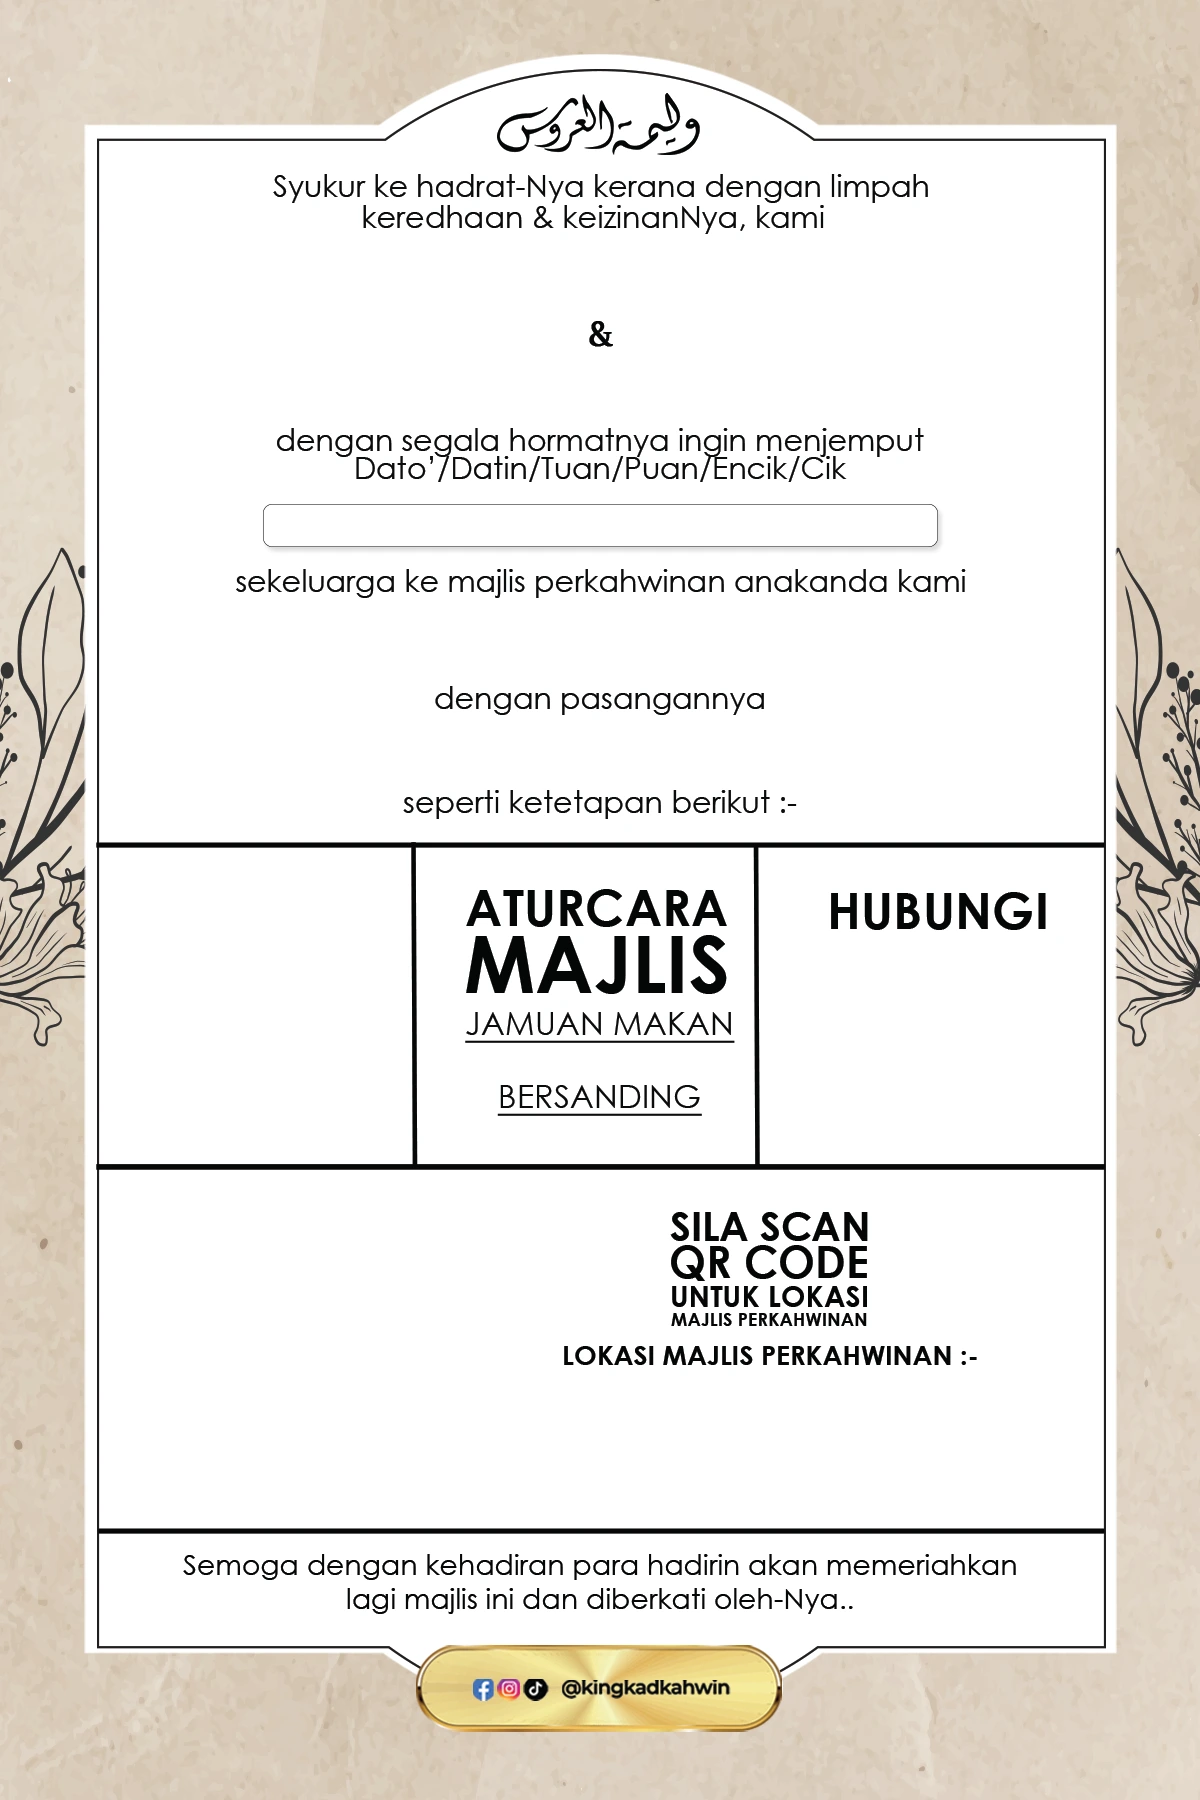 وليمة العروس
Syukur ke hadrat-Nya kerana dengan limpah
keredhaan & keizinanNya, kami
&
dengan segala hormatnya ingin menjemput
Dato’/Datin/Tuan/Puan/Encik/Cik
sekeluarga ke majlis perkahwinan anakanda kami
dengan pasangannya
seperti ketetapan berikut :-
ATURCARA
MAJLIS
JAMUAN MAKAN
BERSANDING
HUBUNGI
SILA SCAN
QR CODE
UNTUK LOKASI
MAJLIS PERKAHWINAN
LOKASI MAJLIS PERKAHWINAN :-
Semoga dengan kehadiran para hadirin akan memeriahkan
lagi majlis ini dan diberkati oleh-Nya..
@kingkadkahwin